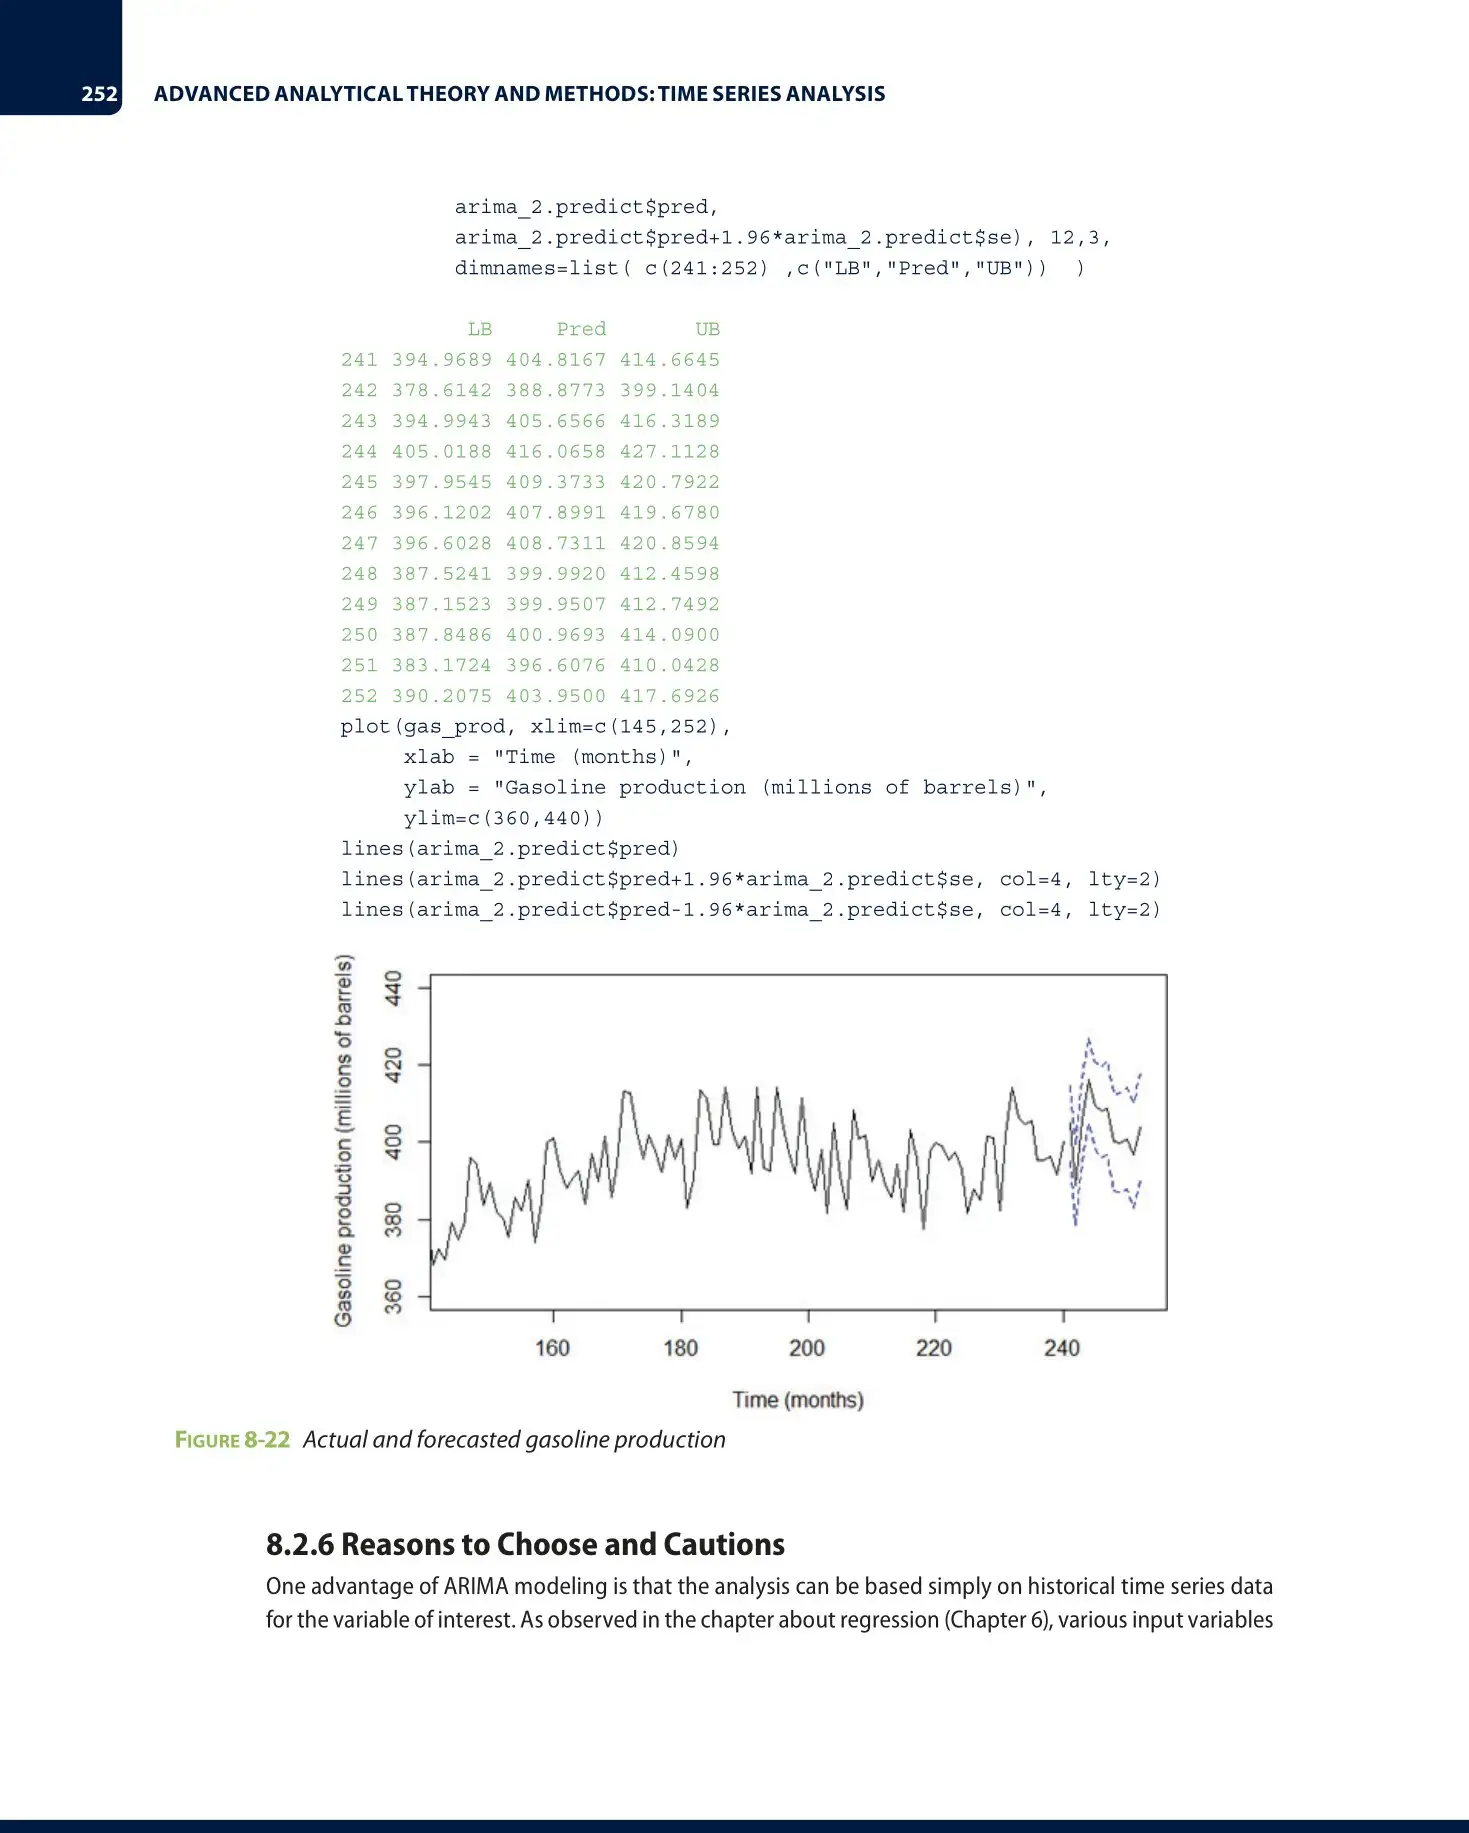 252 ADVANCED ANALYTICAL THEORY AND METHODS: TIME SERIES ANALYSIS
arima_2.predict$pred,
arima_2.predict$pred+1.96*arima_2.predict$se), 12,3,
dimnames=list( c(241:252) ,c("LB","Pred","UB")) )
LB Pred UB
241 394.9689 404.8167 414.6645
242 378.6142 388.8773 399.1404
243 394.9943 405.6566 416.3189
244 405.0188 416.0658 427.1128
245 397.9545 409.3733 420.7922
246 396.1202 407.8991 419.6780
247 396.6028 408.7311 420.8594
248 387.5241 399.9920 412.4598
249 387.1523 399.9507 412.7492
250 387.8486 400.9693 414.0900
251 383.1724 396.6076 410.0428
252 390.2075 403.9500 417.6926
plot(gas_prod, xlim=c(145,252),
xlab = "Time (months)",
ylab = "Gasoline production (millions of barrels)",
ylim=c(360,440))
lines(arima_2.predict$pred)
lines(arima_2.predict$pred+1.96*arima_2.predict$se, col=4, lty=2)
lines(arima_2.predict$pred-1.96*arima_2.predict$se, col=4, lty=2)
Gasoline production (millions of barrels)
440
420
400
380
360
160 180 200 220 240
Time (months)
FIGURE 8-22 Actual and forecasted gasoline production
8.2.6 Reasons to Choose and Cautions
One advantage of ARIMA modeling is that the analysis can be based simply on historical time series data
for the variable of interest. As observed in the chapter about regression (Chapter 6), various input variables